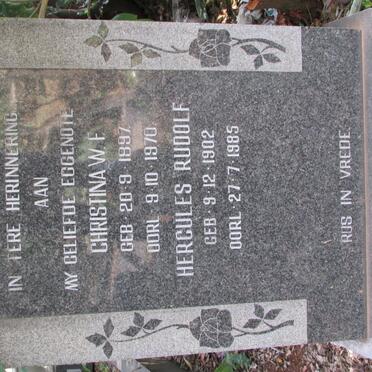 IN TERE HERINNERING
AAN
MY GELIEFDE EGGENOTE
CHRISTINA W.F.
GEB 20·9·1897
OORL 9·10·1970
HERCULES RUDOLF
GEB 9·12·1902
OORL 27·7·1985
RUS IN VREDE